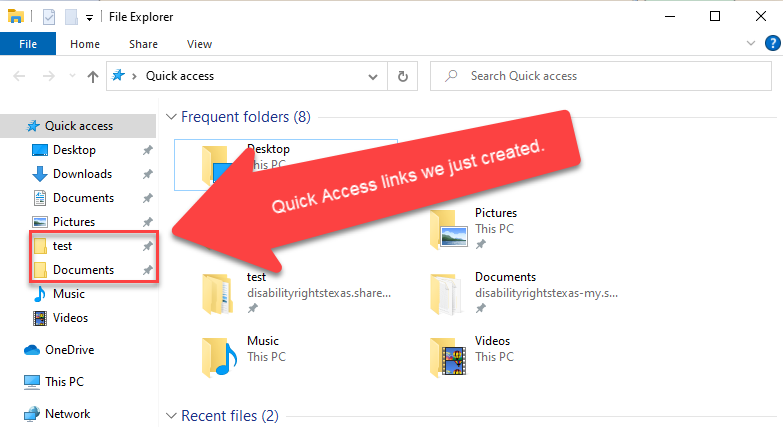 File Explorer
File
Home
Share
View
Quick access
Search Quick access
Quick access
Desktop
Downloads
Documents
Pictures
test
Documents
Music
Videos
OneDrive
This PC
Network
Frequent folders (8)
Desktop
This PC
Quick Access links we just created.
Pictures
This PC
test
disabilityrightstexas.share...
Documents
disabilityrightstexas-my.s...
Music
This PC
Videos
This PC
Recent files (2)